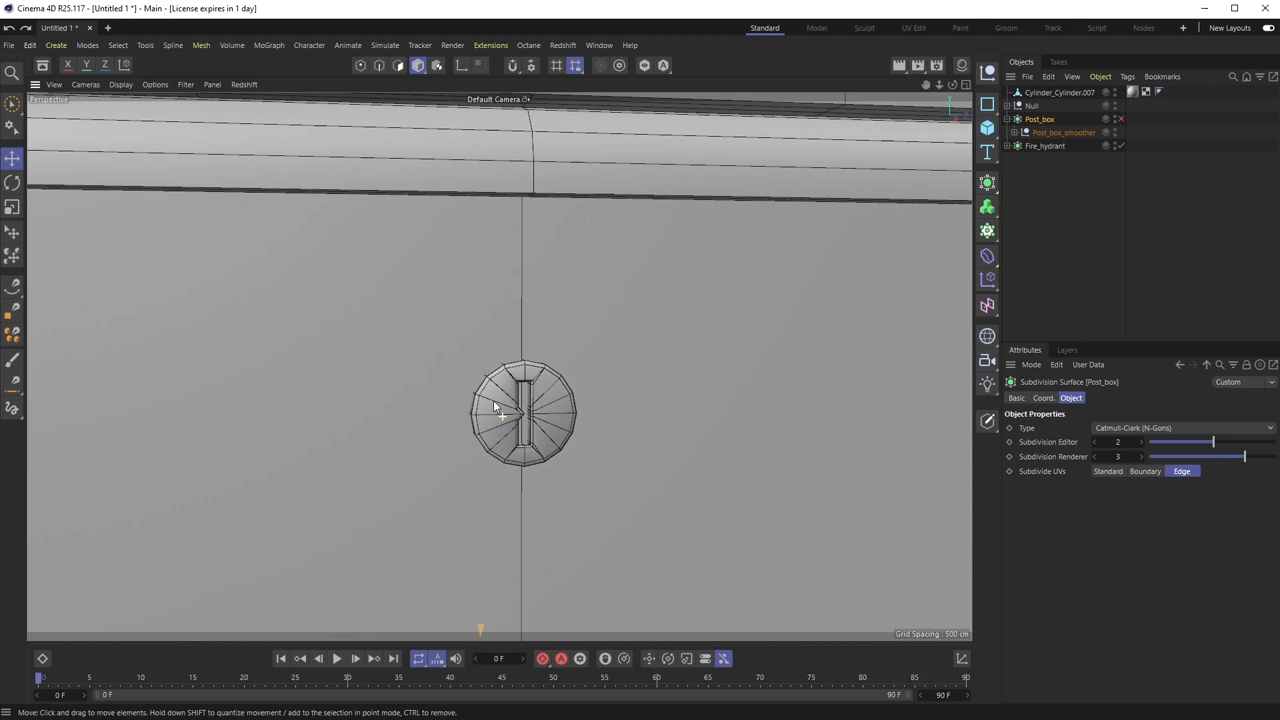 Cinema 4D R25.117 - [Untitled 1 *] - Main - [License expires in 1 day]
Untitled 1 *
Standard Model Sculpt UV Edit Paint Groom Track Script Nodes New Layouts
File Edit Create Modes Select Tools Spline Mesh Volume MoGraph Character Animate Simulate Tracker Render Extensions Octane Redshift Window Help
X Y Z
Objects Takes
File Edit View Object Tags Bookmarks
View Cameras Display Options Filter Panel Redshift
Perspective
Default Camera
Cylinder_Cylinder.007
Null
Post_box
Post_box_smoother
Fire_hydrant
Attributes Layers
Mode Edit User Data
Subdivision Surface [Post_box]
Custom
Basic Coord. Object
Object Properties
Type Catmull-Clark (N-Gons)
Subdivision Editor 2
Subdivision Renderer 3
Subdivide UVs Standard Boundary Edge
Grid Spacing : 500 cm
0 F
0 5 10 15 20 25 30 35 40 45 50 55 60 65 70 75 80 85 90
0 F 0 F 90 F 90 F
Move: Click and drag to move elements. Hold down SHIFT to quantize movement / add to the selection in point mode, CTRL to remove.